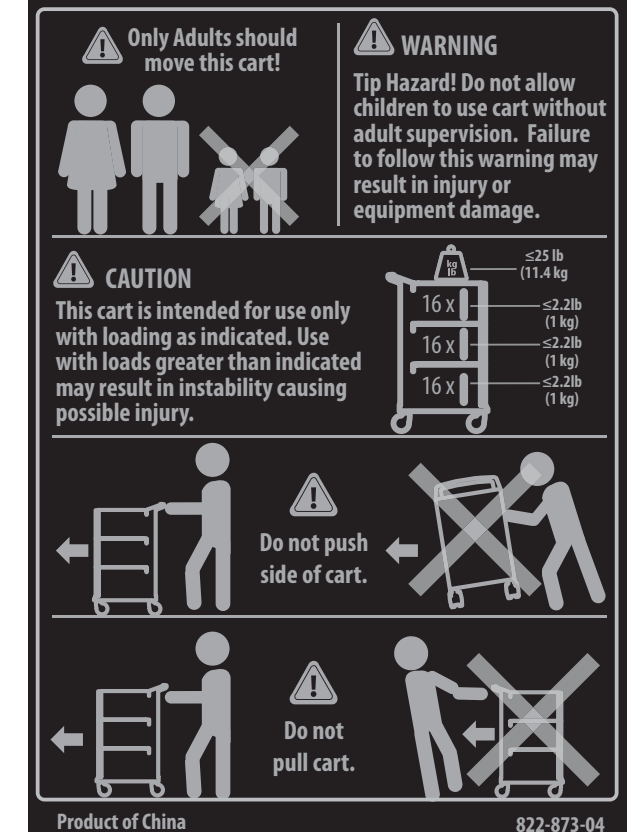 Only Adults should
move this cart!
WARNING
Tip Hazard! Do not allow
children to use cart without
adult supervision. Failure
to follow this warning may
result in injury or
equipment damage.
CAUTION
This cart is intended for use only
with loading as indicated. Use
with loads greater than indicated
may result in instability causing
possible injury.
kg
lb
≤25 lb
(11.4 kg
16 x
≤2.2lb
(1 kg)
16 x
≤2.2lb
(1 kg)
16 x
≤2.2lb
(1 kg)
Do not push
side of cart.
Do not
pull cart.
Product of China
822-873-04